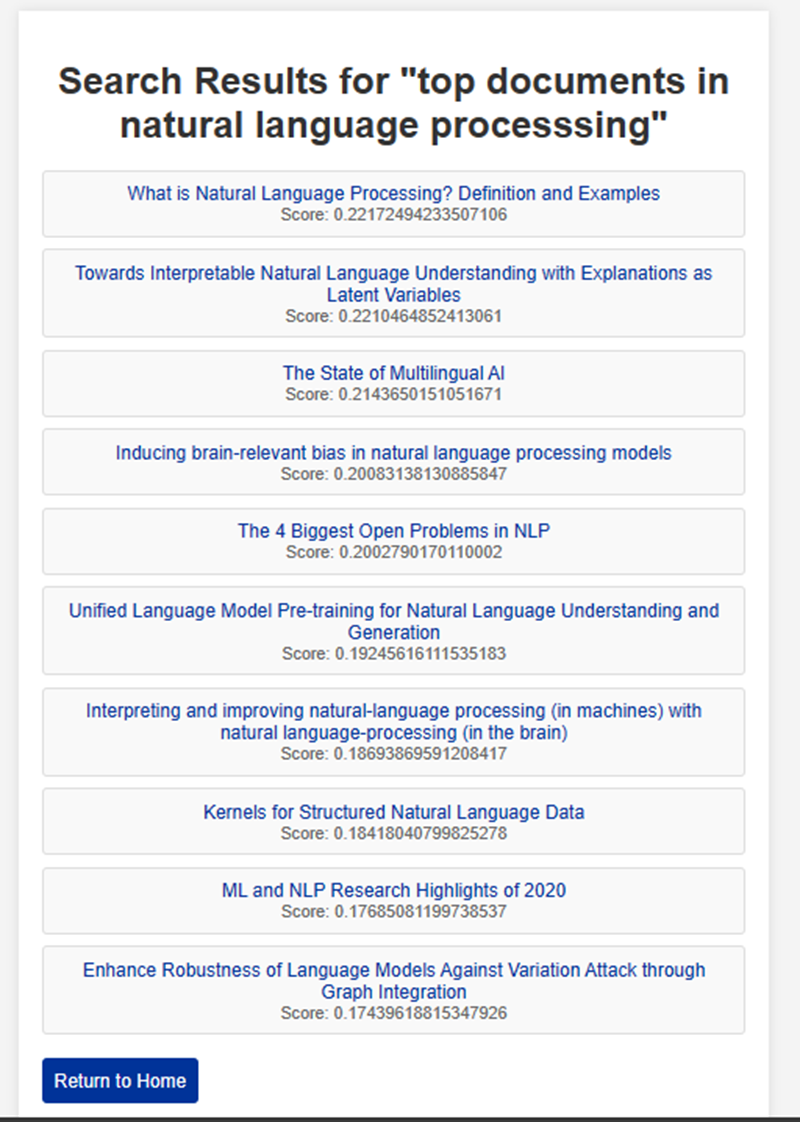 Search Results for "top documents in
natural language processsing"
What is Natural Language Processing? Definition and Examples
Score: 0.22172494233507106
Towards Interpretable Natural Language Understanding with Explanations as
Latent Variables
Score: 0.2210464852413061
The State of Multilingual AI
Score: 0.2143650151051671
Inducing brain-relevant bias in natural language processing models
Score: 0.20083138130885847
The 4 Biggest Open Problems in NLP
Score: 0.2002790170110002
Unified Language Model Pre-training for Natural Language Understanding and
Generation
Score: 0.19245616111535183
Interpreting and improving natural-language processing (in machines) with
natural language-processing (in the brain)
Score: 0.18693869591208417
Kernels for Structured Natural Language Data
Score: 0.18418040799825278
ML and NLP Research Highlights of 2020
Score: 0.17685081199738537
Enhance Robustness of Language Models Against Variation Attack through
Graph Integration
Score: 0.17439618815347926
Return to Home